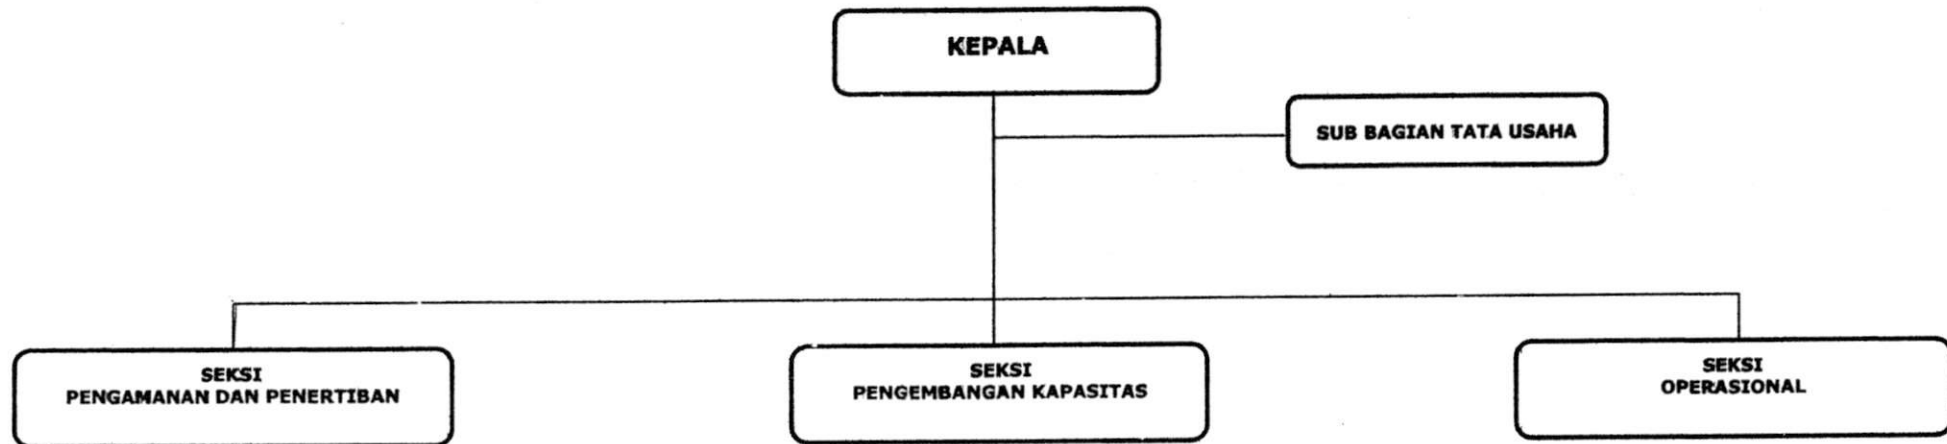 KEPALA
SUB BAGIAN TATA USAHA
SEKSI
PENGAMANAN DAN PENERTIBAN
SEKSI
PENGEMBANGAN KAPASITAS
SEKSI
OPERASIONAL